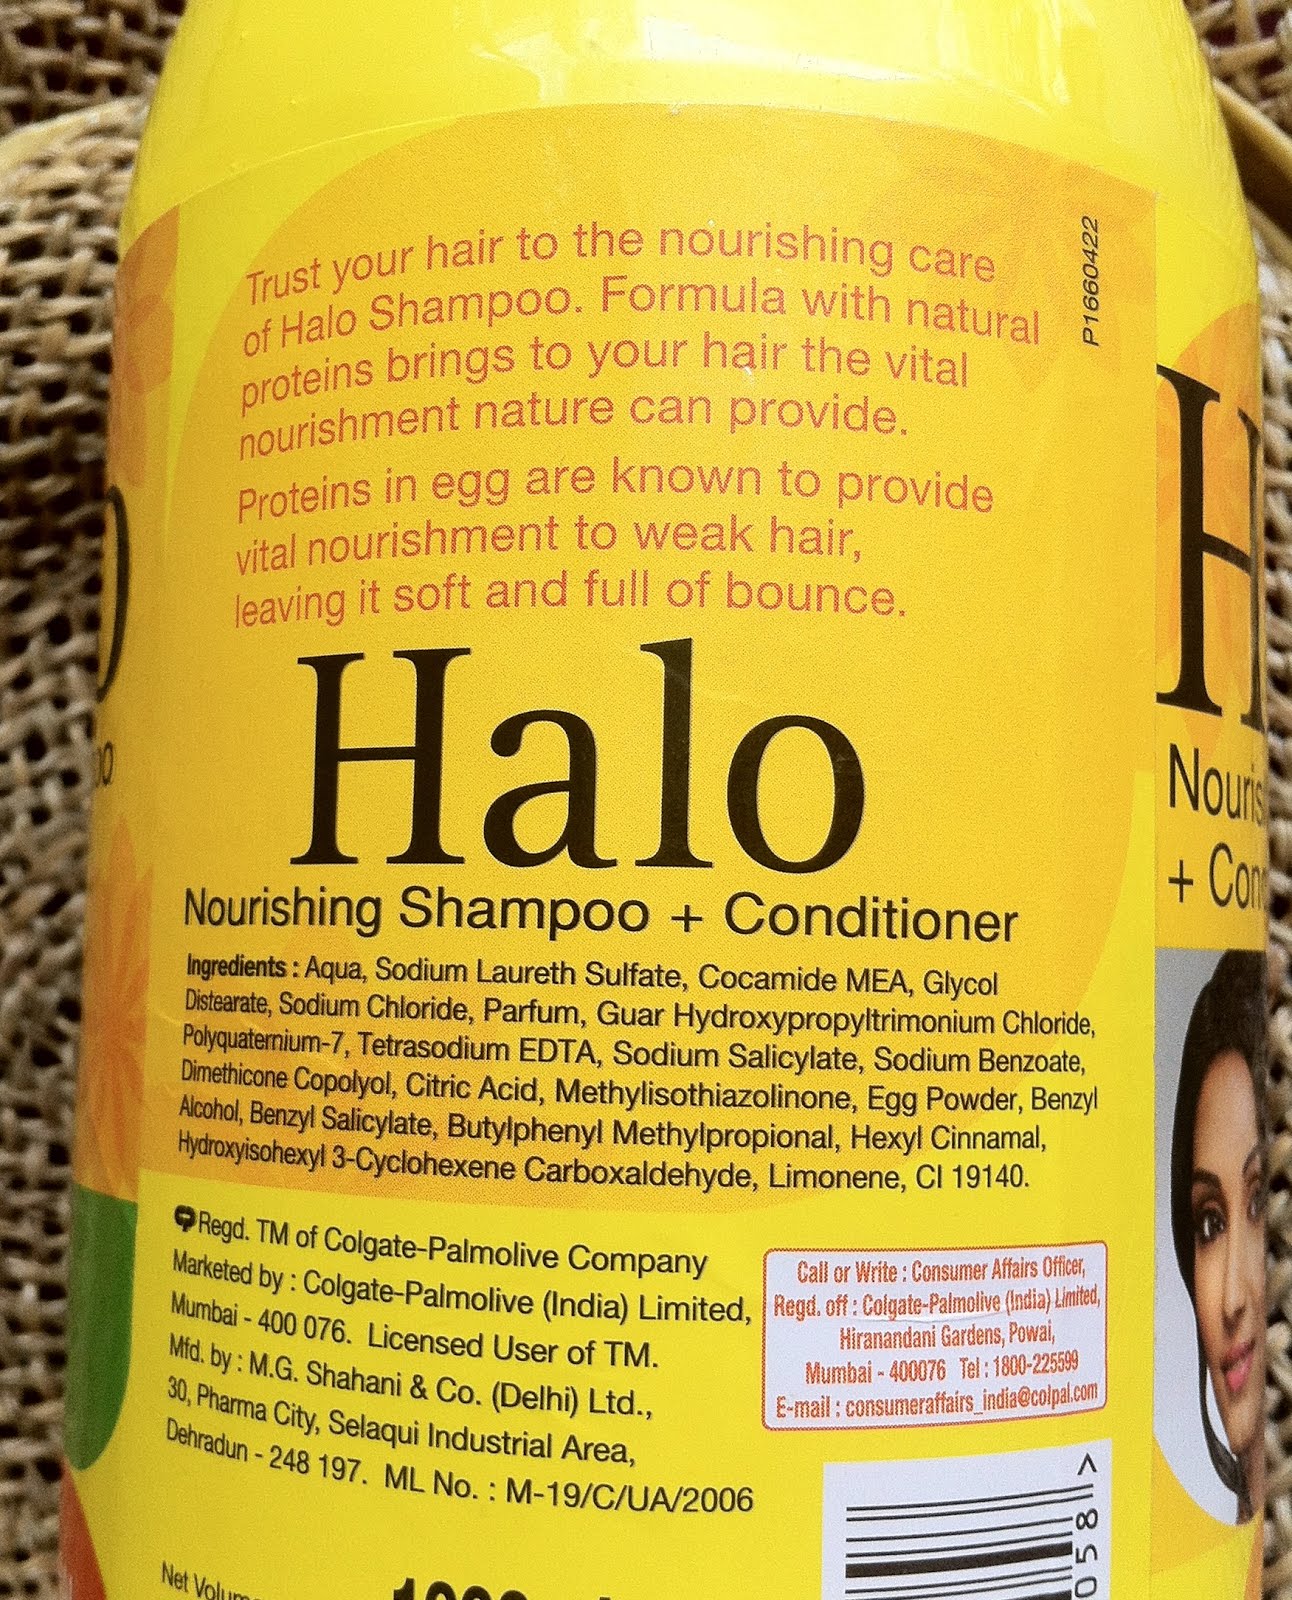 Trust your hair to the nourishing care
of Halo Shampoo. Formula with natural
proteins brings to your hair the vital
nourishment nature can provide.
Proteins in egg are known to provide
vital nourishment to weak hair,
leaving it soft and full of bounce.
P1660422
Halo
Nourishing Shampoo + Conditioner
Ingredients : Aqua, Sodium Laureth Sulfate, Cocamide MEA, Glycol
Distearate, Sodium Chloride, Parfum, Guar Hydroxypropyltrimonium Chloride,
Polyquaternium-7, Tetrasodium EDTA, Sodium Salicylate, Sodium Benzoate,
Dimethicone Copolyol, Citric Acid, Methylisothiazolinone, Egg Powder, Benzyl
Alcohol, Benzyl Salicylate, Butylphenyl Methylpropional, Hexyl Cinnamal,
Hydroxyisohexyl 3-Cyclohexene Carboxaldehyde, Limonene, CI 19140.
Regd. TM of Colgate-Palmolive Company
Marketed by : Colgate-Palmolive (India) Limited,
Mumbai - 400 076. Licensed User of TM.
Mfd. by : M.G. Shahani & Co. (Delhi) Ltd.,
30, Pharma City, Selaqui Industrial Area,
Dehradun - 248 197. ML No. : M-19/C/UA/2006
Call or Write : Consumer Affairs Officer,
Regd. off : Colgate-Palmolive (India) Limited,
Hiranandani Gardens, Powai,
Mumbai - 400076 Tel : 1800-225599
E-mail : consumeraffairs_india@colpal.com
058 >
Net Volum
H
Nouris
+ Con